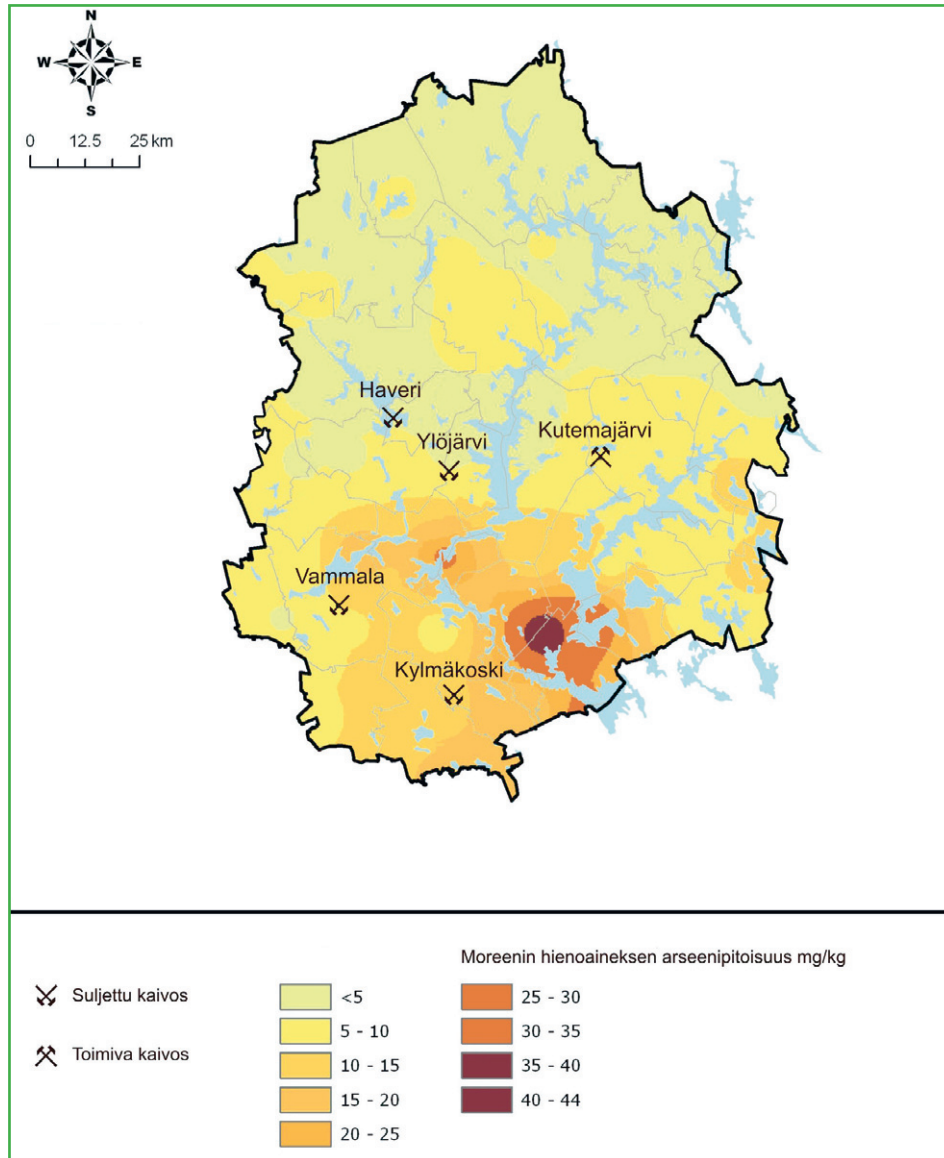 N
W E
S
0 12.5 25 km
Haveri
Ylöjärvi
Kutemajärvi
Vammala
Kylmäkoski
Moreenin hienoaineksen arseenipitoisuus mg/kg
Suljettu kaivos
Toimiva kaivos
<5
5 - 10
10 - 15
15 - 20
20 - 25
25 - 30
30 - 35
35 - 40
40 - 44